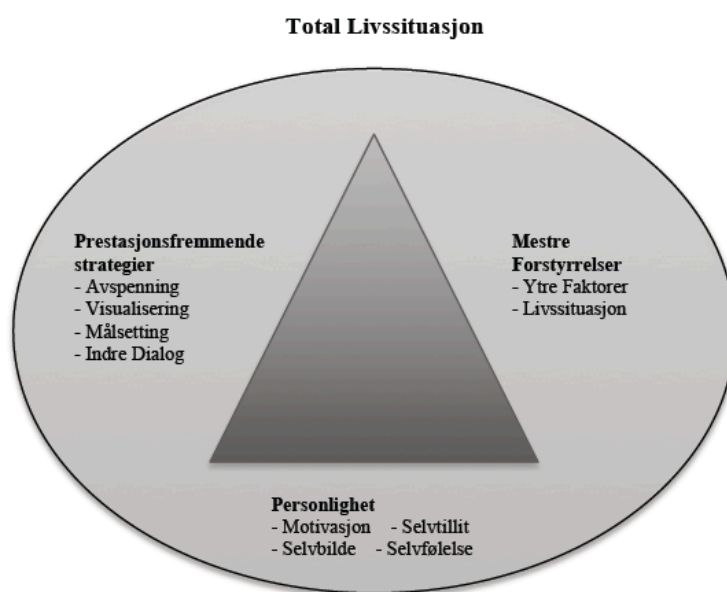 Total Livssituasjon
Prestasjonsfremmende
strategier
- Avspenning
- Visualisering
- Målsetting
- Indre Dialog
Mestre
Forstyrrelser
- Ytre Faktorer
- Livssituasjon
Personlighet
- Motivasjon - Selvtillit
- Selvbilde - Selvfølelse